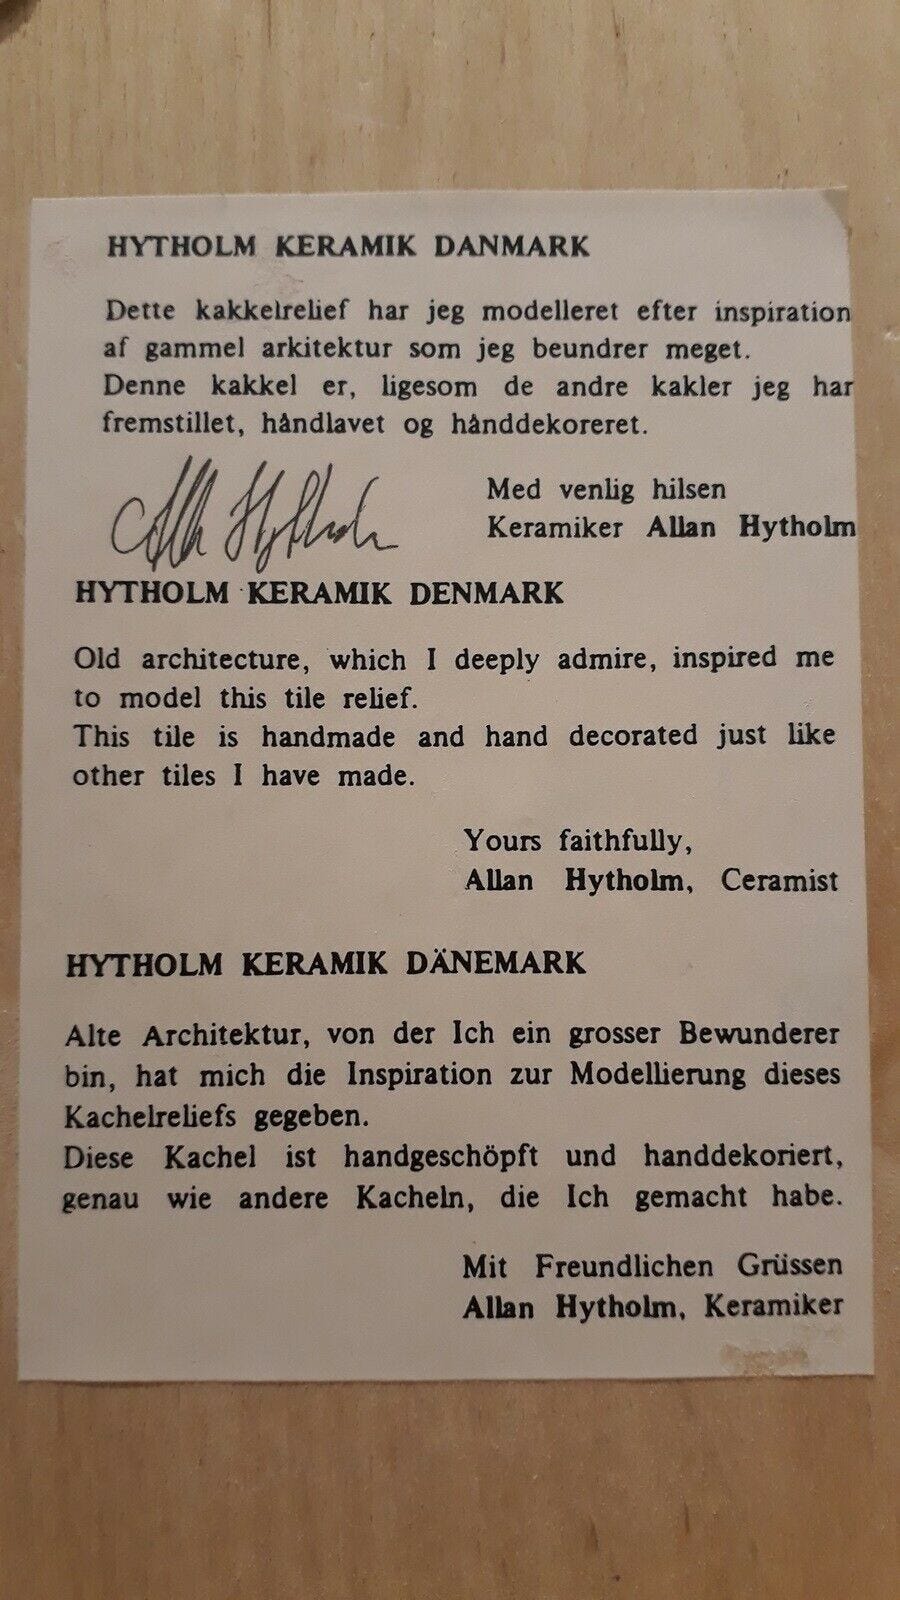 HYTHOLM KERAMIK DANMARK
Dette kakkelrelief har jeg modelleret efter inspiration
af gammel arkitektur som jeg beundrer meget.
Denne kakkel er, ligesom de andre kakler jeg har
fremstillet, håndlavet og hånddekoreret.
Med venlig hilsen
Keramiker Allan Hytholm
Allan Hytholm
HYTHOLM KERAMIK DENMARK
Old architecture, which I deeply admire, inspired me
to model this tile relief.
This tile is handmade and hand decorated just like
other tiles I have made.
Yours faithfully,
Allan Hytholm, Ceramist
HYTHOLM KERAMIK DÄNEMARK
Alte Architektur, von der Ich ein grosser Bewunderer
bin, hat mich die Inspiration zur Modellierung dieses
Kachelreliefs gegeben.
Diese Kachel ist handgeschöpft und handdekoriert,
genau wie andere Kacheln, die Ich gemacht habe.
Mit Freundlichen Grüssen
Allan Hytholm, Keramiker